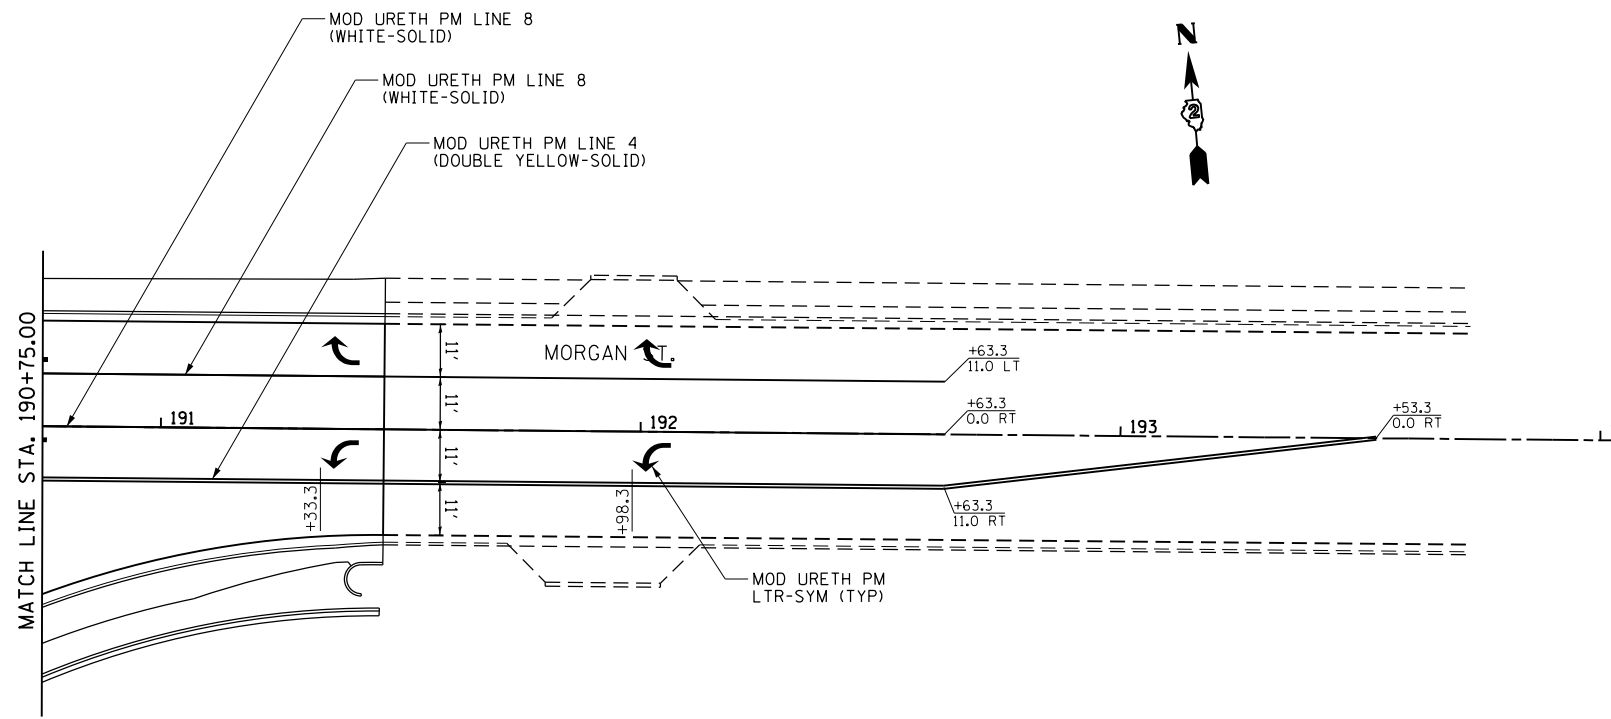 MOD URETH PM LINE 8
(WHITE-SOLID)
MOD URETH PM LINE 8
(WHITE-SOLID)
MOD URETH PM LINE 4
(DOUBLE YELLOW-SOLID)
N
2
MATCH LINE STA. 190+75.00
11'
11'
11'
11'
MORGAN ST.
+63.3
11.0 LT
+63.3
0.0 RT
+53.3
0.0 RT
191
192
193
+33.3
+98.3
+63.3
11.0 RT
MOD URETH PM
LTR-SYM (TYP)